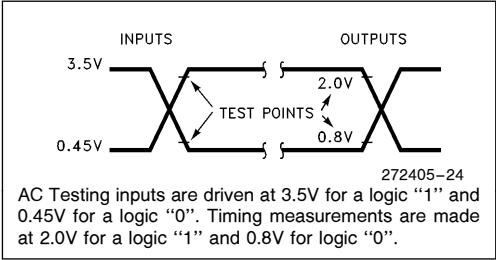 INPUTS OUTPUTS
3.5V
2.0V
TEST POINTS
0.8V
0.45V
272405–24
AC Testing inputs are driven at 3.5V for a logic ‘‘1’’ and
0.45V for a logic ‘‘0’’. Timing measurements are made
at 2.0V for a logic ‘‘1’’ and 0.8V for logic ‘‘0’’.